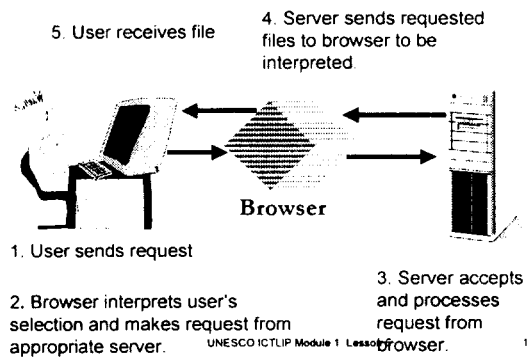 5. User receives file
4. Server sends requested
files to browser to be
interpreted.
Browser
1. User sends request
2. Browser interprets user's
selection and makes request from
appropriate server.
3. Server accepts
and processes
request from
browser.
UNESCO ICTLIP Module 1 Lesson
1